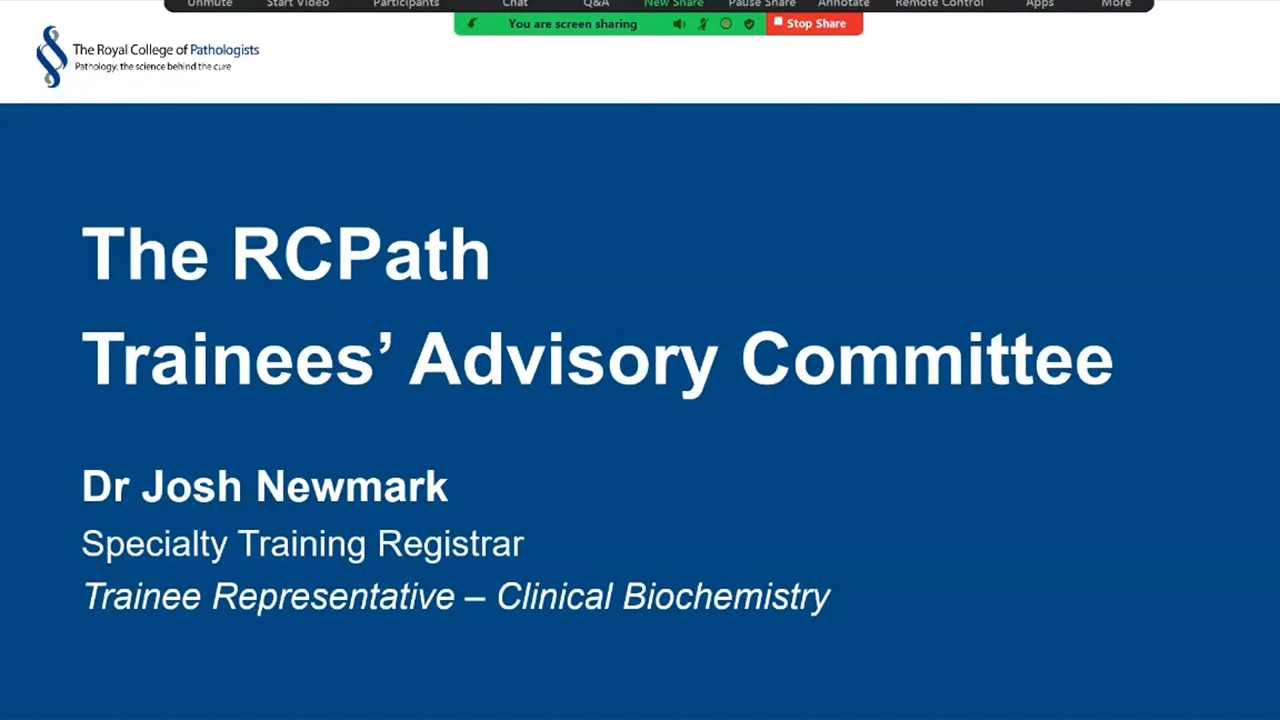 Unmute Start Video Participants Chat Q&A New Share Pause Share Annotate Remote Control Apps More
You are screen sharing Stop Share
The Royal College of Pathologists
Pathology: the science behind the cure
The RCPath
Trainees’ Advisory Committee
Dr Josh Newmark
Specialty Training Registrar
Trainee Representative – Clinical Biochemistry